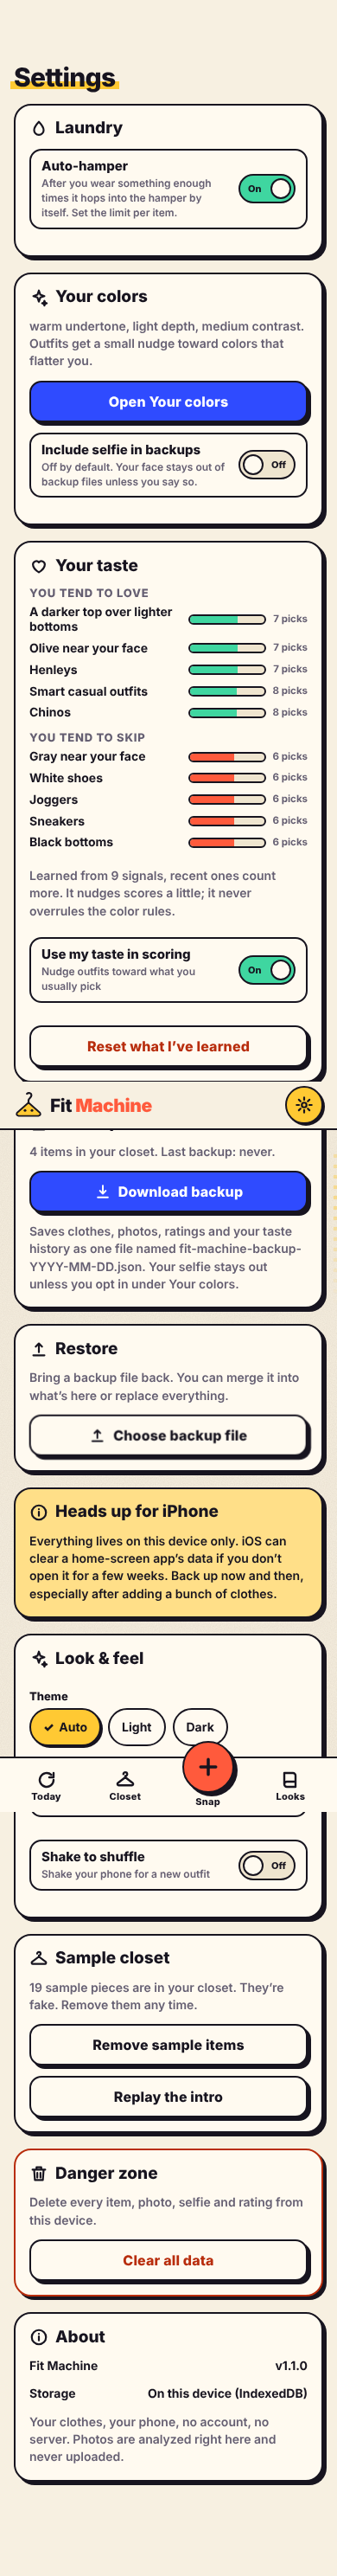 Settings
Laundry
Auto-hamper
After you wear something enough
times it hops into the hamper by
itself. Set the limit per item.
On
Your colors
warm undertone, light depth, medium contrast.
Outfits get a small nudge toward colors that
flatter you.
Open Your colors
Include selfie in backups
Off by default. Your face stays out of
backup files unless you say so.
Off
Your taste
YOU TEND TO LOVE
A darker top over lighter
bottoms
7 picks
Olive near your face 7 picks
Henleys 7 picks
Smart casual outfits 8 picks
Chinos 8 picks
YOU TEND TO SKIP
Gray near your face 6 picks
White shoes 6 picks
Joggers 6 picks
Sneakers 6 picks
Black bottoms 6 picks
Learned from 9 signals, recent ones count
more. It nudges scores a little; it never
overrules the color rules.
Use my taste in scoring
Nudge outfits toward what you
usually pick
On
Reset what I’ve learned
Fit Machine
4 items in your closet. Last backup: never.
Download backup
Saves clothes, photos, ratings and your taste
history as one file named fit-machine-backup-
YYYY-MM-DD.json. Your selfie stays out
unless you opt in under Your colors.
Restore
Bring a backup file back. You can merge it into
what’s here or replace everything.
Choose backup file
Heads up for iPhone
Everything lives on this device only. iOS can
clear a home-screen app’s data if you don’t
open it for a few weeks. Back up now and then,
especially after adding a bunch of clothes.
Look & feel
Theme
Auto Light Dark
Today Closet Snap Looks
Shake to shuffle
Shake your phone for a new outfit
Off
Sample closet
19 sample pieces are in your closet. They’re
fake. Remove them any time.
Remove sample items
Replay the intro
Danger zone
Delete every item, photo, selfie and rating from
this device.
Clear all data
About
Fit Machine v1.1.0
Storage On this device (IndexedDB)
Your clothes, your phone, no account, no
server. Photos are analyzed right here and
never uploaded.